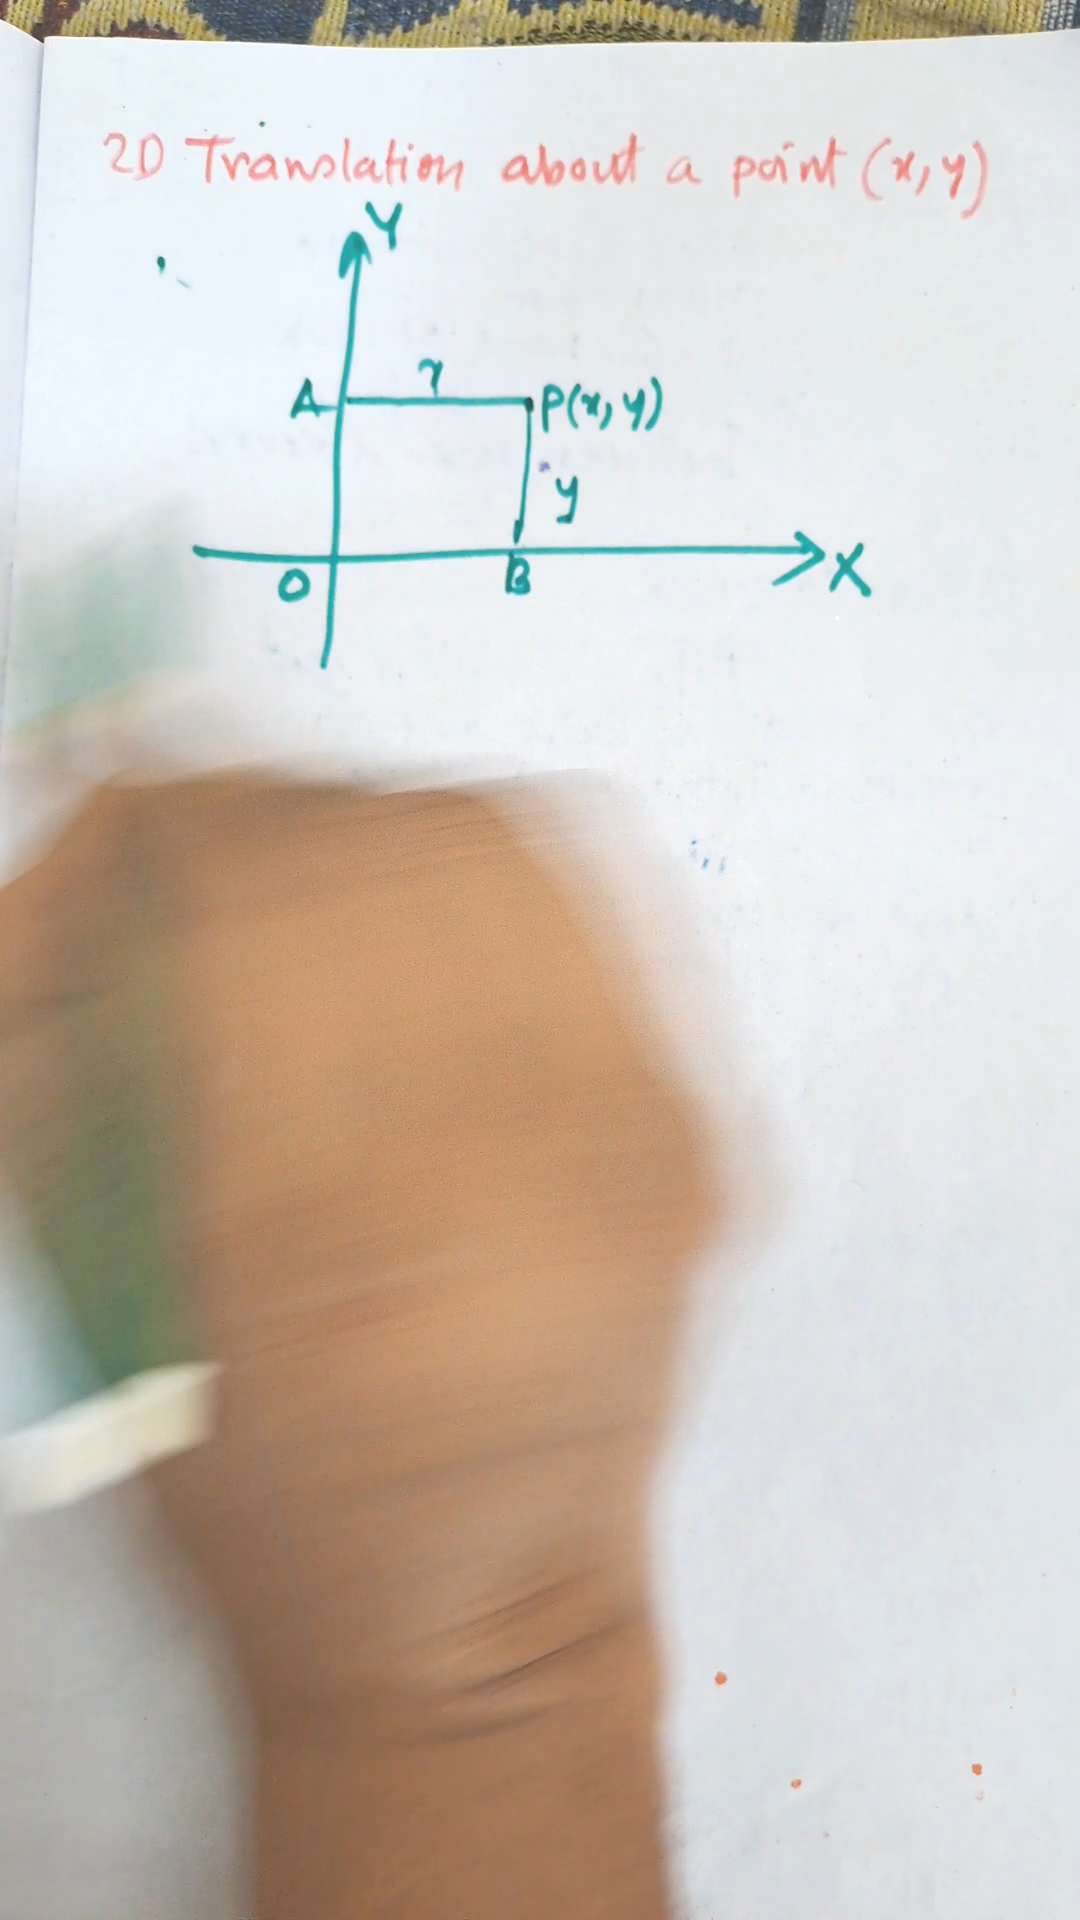 2D Translation about a point (x, y)
Y
x
A P(x, y)
y
O B X